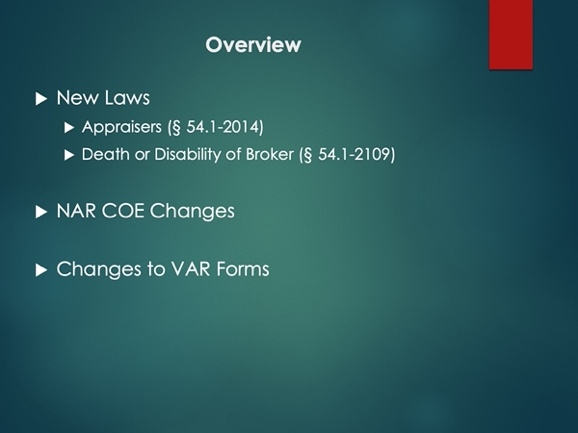 Overview
New Laws
Appraisers (§ 54.1-2014)
Death or Disability of Broker (§ 54.1-2109)
NAR COE Changes
Changes to VAR Forms